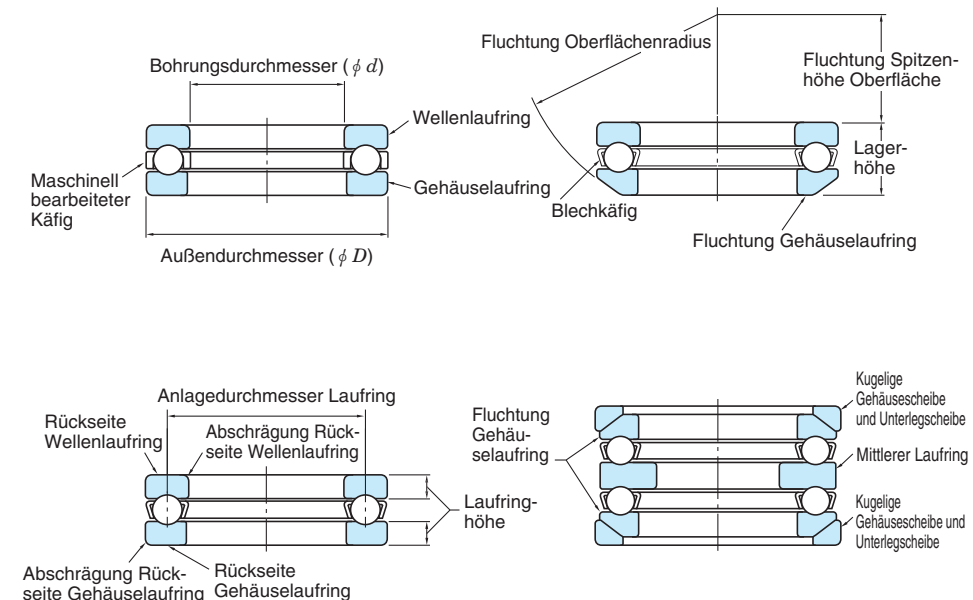 Bohrungsdurchmesser ( ϕ d)
Wellenlaufring
Gehäuselaufring
Maschinell
bearbeiteter
Käfig
Außendurchmesser ( ϕ D)
Fluchtung Oberflächenradius
Fluchtung Spitzen-
höhe Oberfläche
Lager-
höhe
Blechkäfig
Fluchtung Gehäuselaufring
Anlagedurchmesser Laufring
Rückseite
Wellenlaufring
Abschrägung Rück-
seite Wellenlaufring
Laufring-
höhe
Abschrägung Rück-
seite Gehäuselaufring
Rückseite
Gehäuselaufring
Fluchtung
Gehäu-
selaufring
Kugelige
Gehäusescheibe
und Unterlegscheibe
Mittlerer Laufring
Kugelige
Gehäusescheibe und
Unterlegscheibe